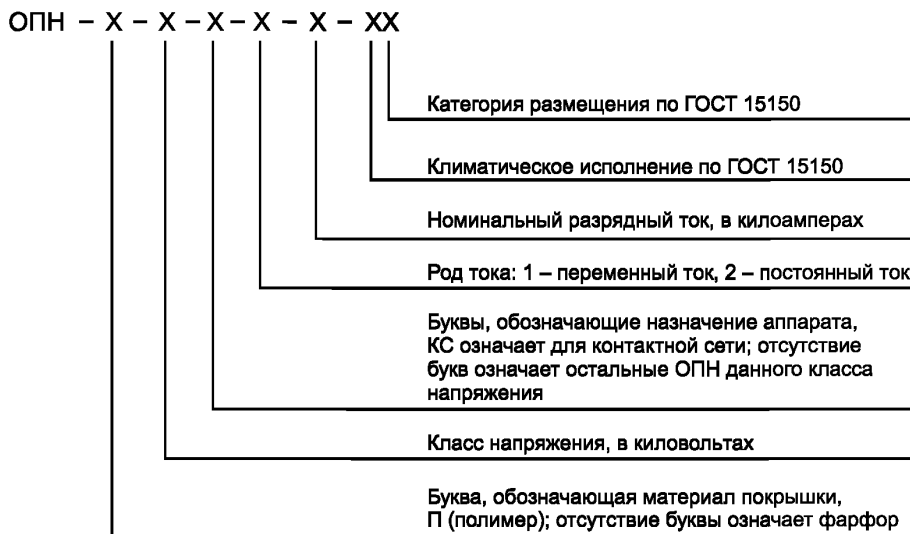 ОПН – Х – Х – Х – Х – Х – ХХ
Категория размещения по ГОСТ 15150
Климатическое исполнение по ГОСТ 15150
Номинальный разрядный ток, в килоамперах
Род тока: 1 – переменный ток, 2 – постоянный ток
Буквы, обозначающие назначение аппарата,
КС означает для контактной сети; отсутствие
букв означает остальные ОПН данного класса
напряжения
Класс напряжения, в киловольтах
Буква, обозначающая материал покрышки,
П (полимер); отсутствие буквы означает фарфор